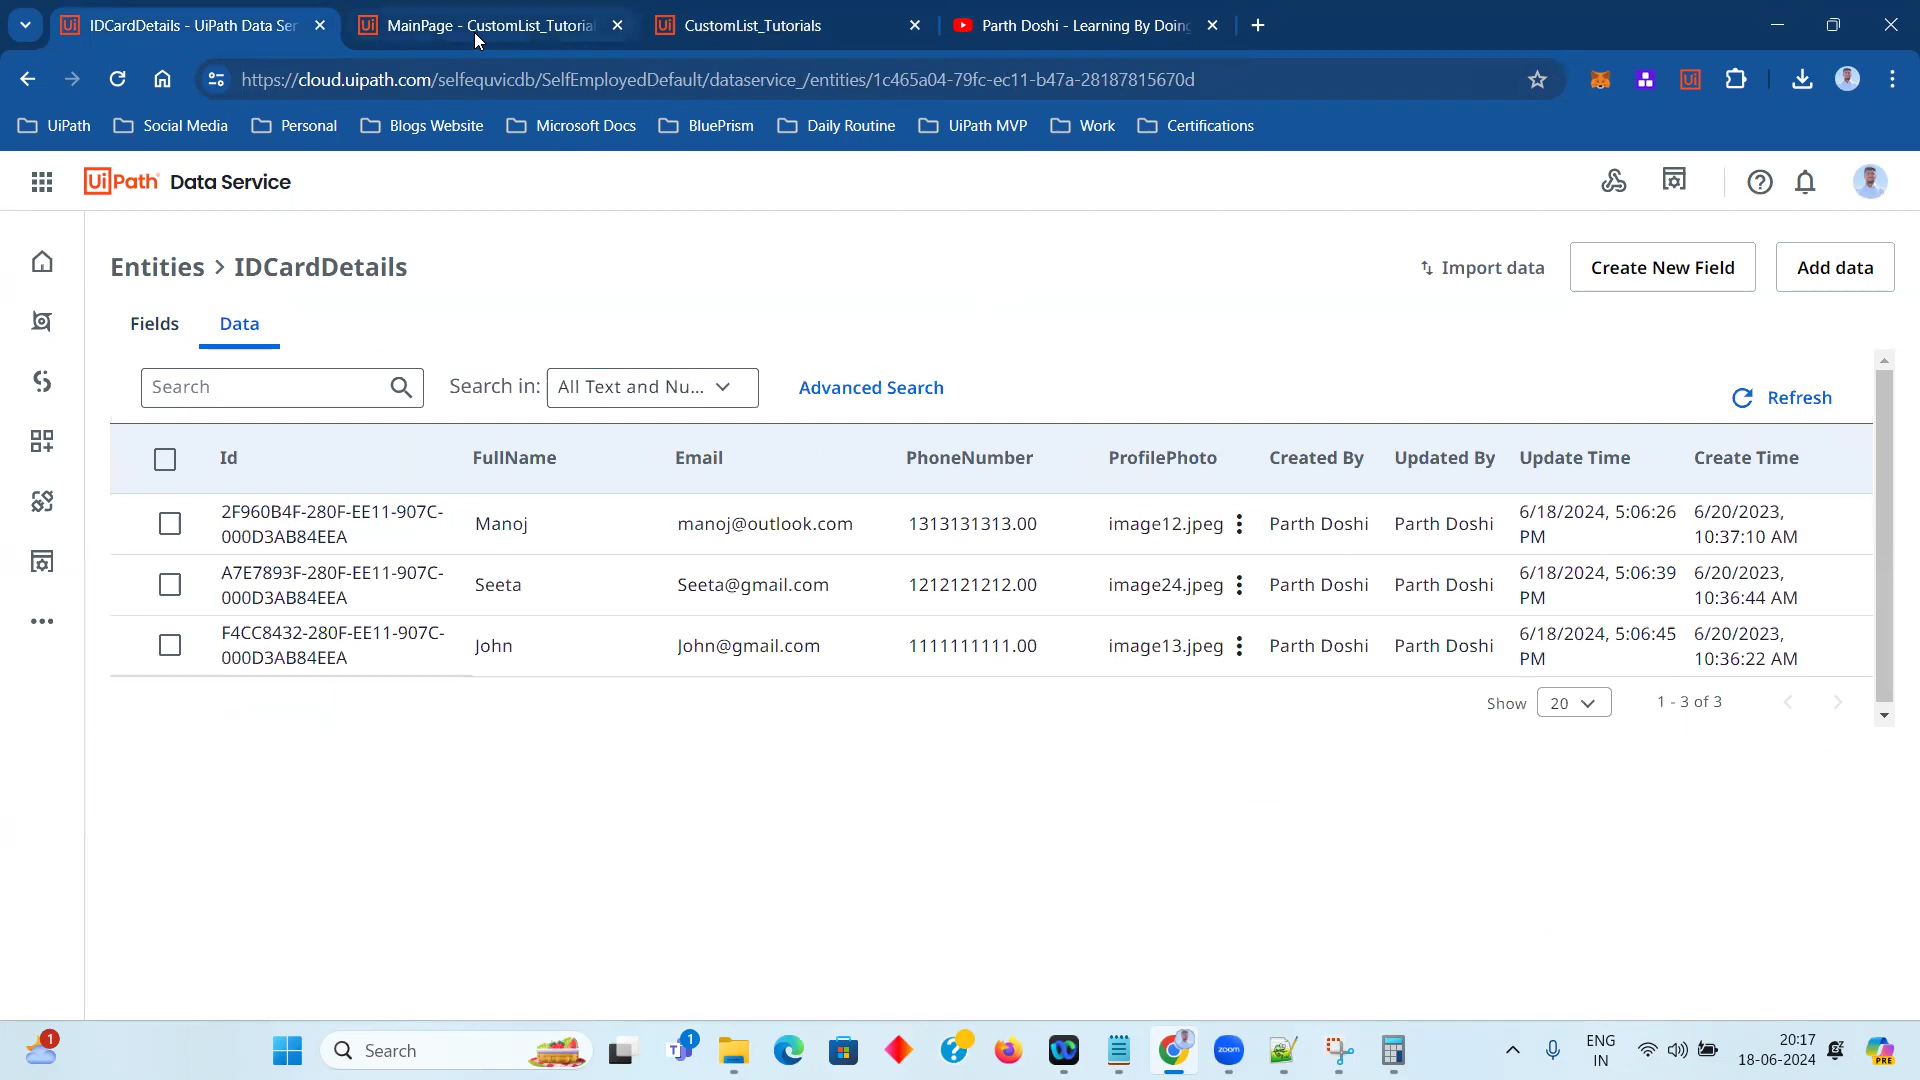 IDCardDetails - UiPath Data Ser
MainPage - CustomList_Tutorial
CustomList_Tutorials
Parth Doshi - Learning By Doing
https://cloud.uipath.com/selfequvicdb/SelfEmployedDefault/dataservice_/entities/1c465a04-79fc-ec11-b47a-28187815670d
UiPath Social Media Personal Blogs Website Microsoft Docs BluePrism Daily Routine UiPath MVP Work Certifications
UiPath Data Service
Entities > IDCardDetails
Import data
Create New Field
Add data
Fields Data
Search
Search in: All Text and Nu...
Advanced Search
Refresh
Id FullName Email PhoneNumber ProfilePhoto Created By Updated By Update Time Create Time
2F960B4F-280F-EE11-907C-000D3AB84EEA Manoj manoj@outlook.com 1313131313.00 image12.jpeg Parth Doshi Parth Doshi 6/18/2024, 5:06:26 PM 6/20/2023, 10:37:10 AM
A7E7893F-280F-EE11-907C-000D3AB84EEA Seeta Seeta@gmail.com 1212121212.00 image24.jpeg Parth Doshi Parth Doshi 6/18/2024, 5:06:39 PM 6/20/2023, 10:36:44 AM
F4CC8432-280F-EE11-907C-000D3AB84EEA John John@gmail.com 1111111111.00 image13.jpeg Parth Doshi Parth Doshi 6/18/2024, 5:06:45 PM 6/20/2023, 10:36:22 AM
Show 20 1 - 3 of 3
1
Search
1
zoom
ENG
IN
20:17
18-06-2024
PRE